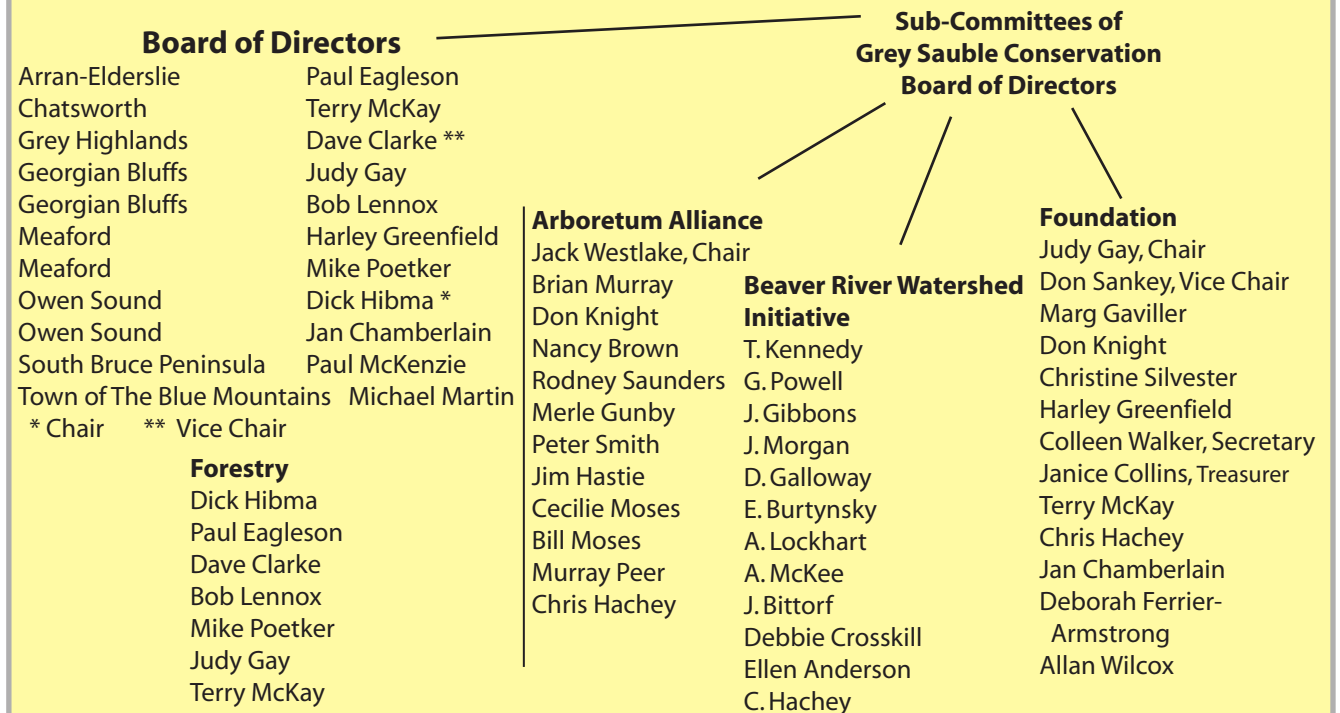 Board of Directors
Arran-Elderslie Paul Eagleson
Chatsworth Terry McKay
Grey Highlands Dave Clarke **
Georgian Bluffs Judy Gay
Georgian Bluffs Bob Lennox
Meaford Harley Greenfield
Meaford Mike Poetker
Owen Sound Dick Hibma *
Owen Sound Jan Chamberlain
South Bruce Peninsula Paul McKenzie
Town of The Blue Mountains Michael Martin
* Chair ** Vice Chair
Forestry
Dick Hibma
Paul Eagleson
Dave Clarke
Bob Lennox
Mike Poetker
Judy Gay
Terry McKay
Sub-Committees of
Grey Sauble Conservation
Board of Directors
Arboretum Alliance
Jack Westlake, Chair
Brian Murray
Don Knight
Nancy Brown
Rodney Saunders
Merle Gunby
Peter Smith
Jim Hastie
Cecilie Moses
Bill Moses
Murray Peer
Chris Hachey
Beaver River Watershed
Initiative
T. Kennedy
G. Powell
J. Gibbons
J. Morgan
D. Galloway
E. Burtynsky
A. Lockhart
A. McKee
J. Bittorf
Debbie Crosskill
Ellen Anderson
C. Hachey
Foundation
Judy Gay, Chair
Don Sankey, Vice Chair
Marg Gaviller
Don Knight
Christine Silvester
Harley Greenfield
Colleen Walker, Secretary
Janice Collins, Treasurer
Terry McKay
Chris Hachey
Jan Chamberlain
Deborah Ferrier-
Armstrong
Allan Wilcox